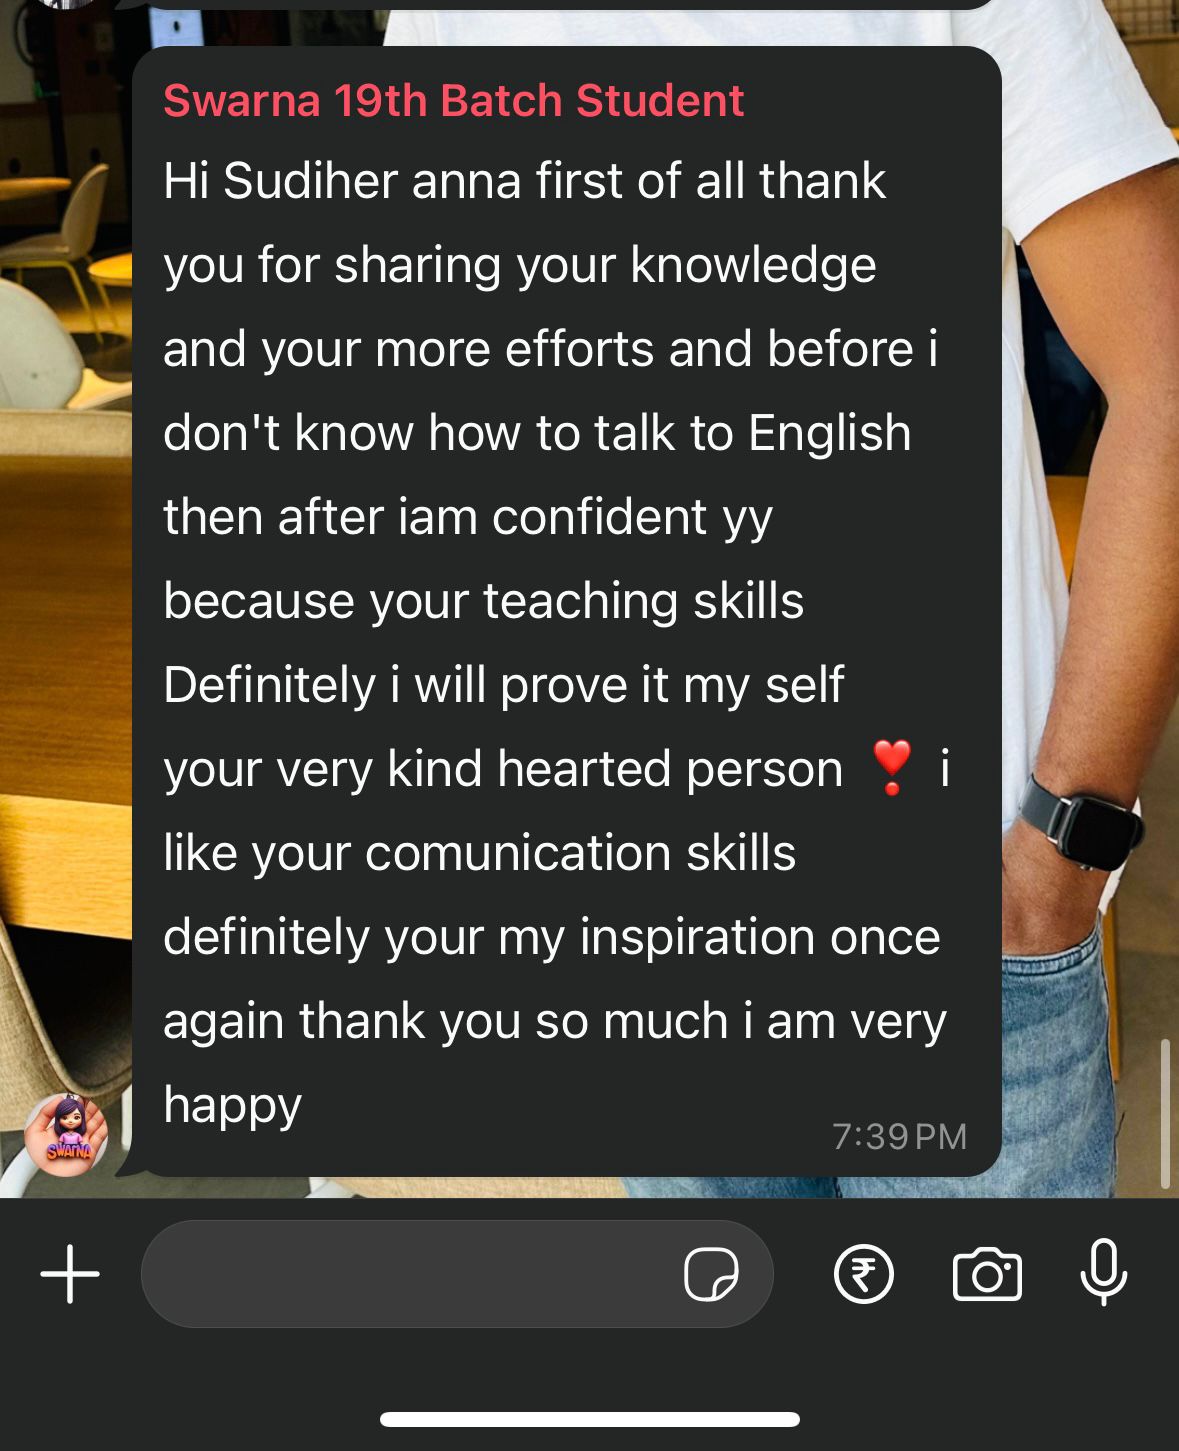 Swarna 19th Batch Student
Hi Sudiher anna first of all thank
you for sharing your knowledge
and your more efforts and before i
don't know how to talk to English
then after iam confident yy
because your teaching skills
Definitely i will prove it my self
your very kind hearted person ❣️ i
like your comunication skills
definitely your my inspiration once
again thank you so much i am very
happy
7:39 PM
SWARNA